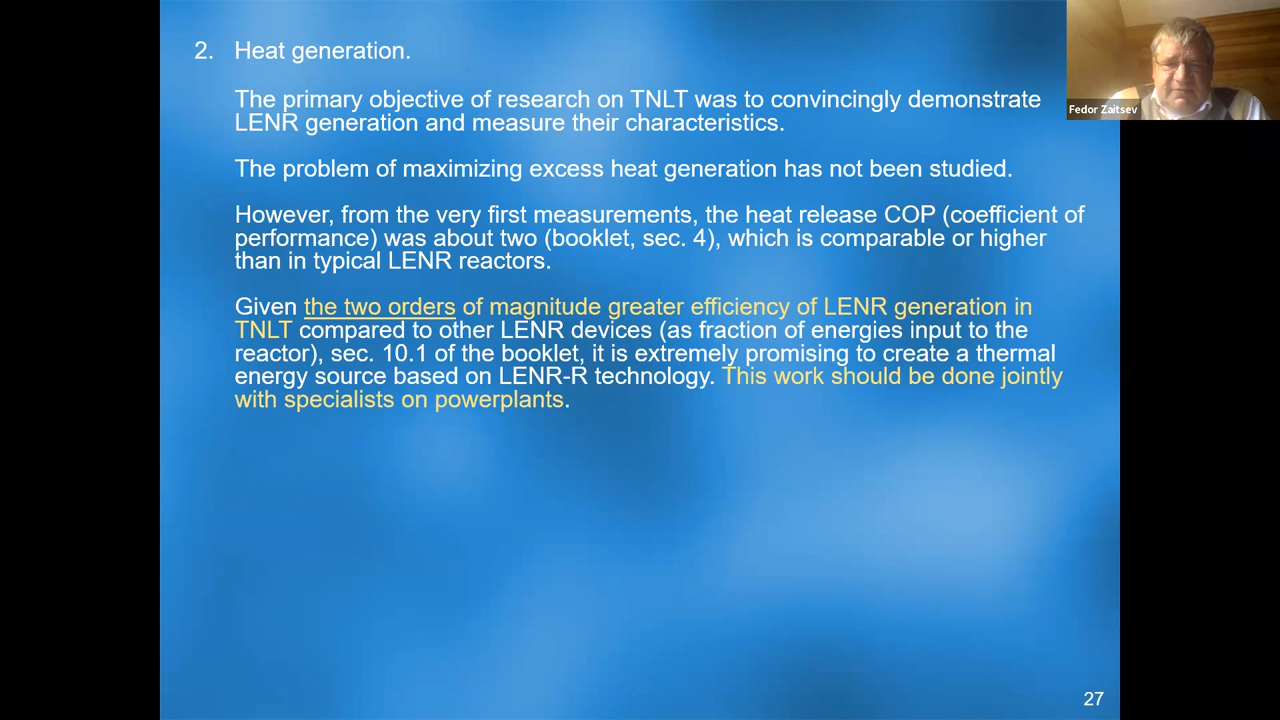 2. Heat generation.
Fedor Zaitsev
The primary objective of research on TNLT was to convincingly demonstrate
LENR generation and measure their characteristics.
The problem of maximizing excess heat generation has not been studied.
However, from the very first measurements, the heat release COP (coefficient of
performance) was about two (booklet, sec. 4), which is comparable or higher
than in typical LENR reactors.
Given the two orders of magnitude greater efficiency of LENR generation in
TNLT compared to other LENR devices (as fraction of energies input to the
reactor), sec. 10.1 of the booklet, it is extremely promising to create a thermal
energy source based on LENR-R technology. This work should be done jointly
with specialists on powerplants.
27